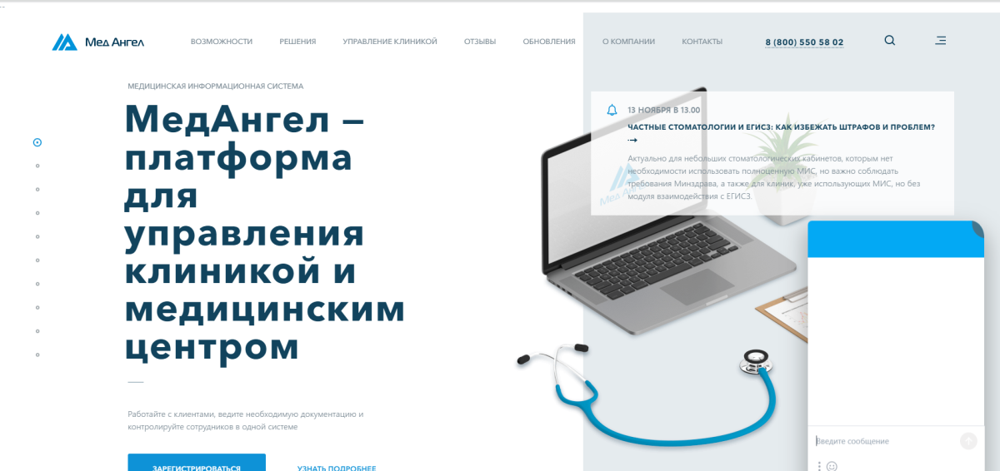 Мед Ангел
ВОЗМОЖНОСТИ
РЕШЕНИЯ
УПРАВЛЕНИЕ КЛИНИКОЙ
ОТЗЫВЫ
ОБНОВЛЕНИЯ
О КОМПАНИИ
КОНТАКТЫ
8 (800) 550 58 02
МЕДИЦИНСКАЯ ИНФОРМАЦИОННАЯ СИСТЕМА
МедАнгел –
платформа
для
управления
клиникой и
медицинским
центром
Работайте с клиентами, ведите необходимую документацию и
контролируйте сотрудников в одной системе
ЗАРЕГИСТРИРОВАТЬСЯ
УЗНАТЬ ПОДРОБНЕЕ
13 НОЯБРЯ В 13.00
ЧАСТНЫЕ СТОМАТОЛОГИИ И ЕГИСЗ: КАК ИЗБЕЖАТЬ ШТРАФОВ И ПРОБЛЕМ?
Актуально для небольших стоматологических кабинетов, которым нет
необходимости использовать полноценную МИС, но важно соблюдать
требования Минздрава, а также для клиник, уже использующих МИС, но без
модуля взаимодействия с ЕГИСЗ.
Мед Ангел
Введите сообщение